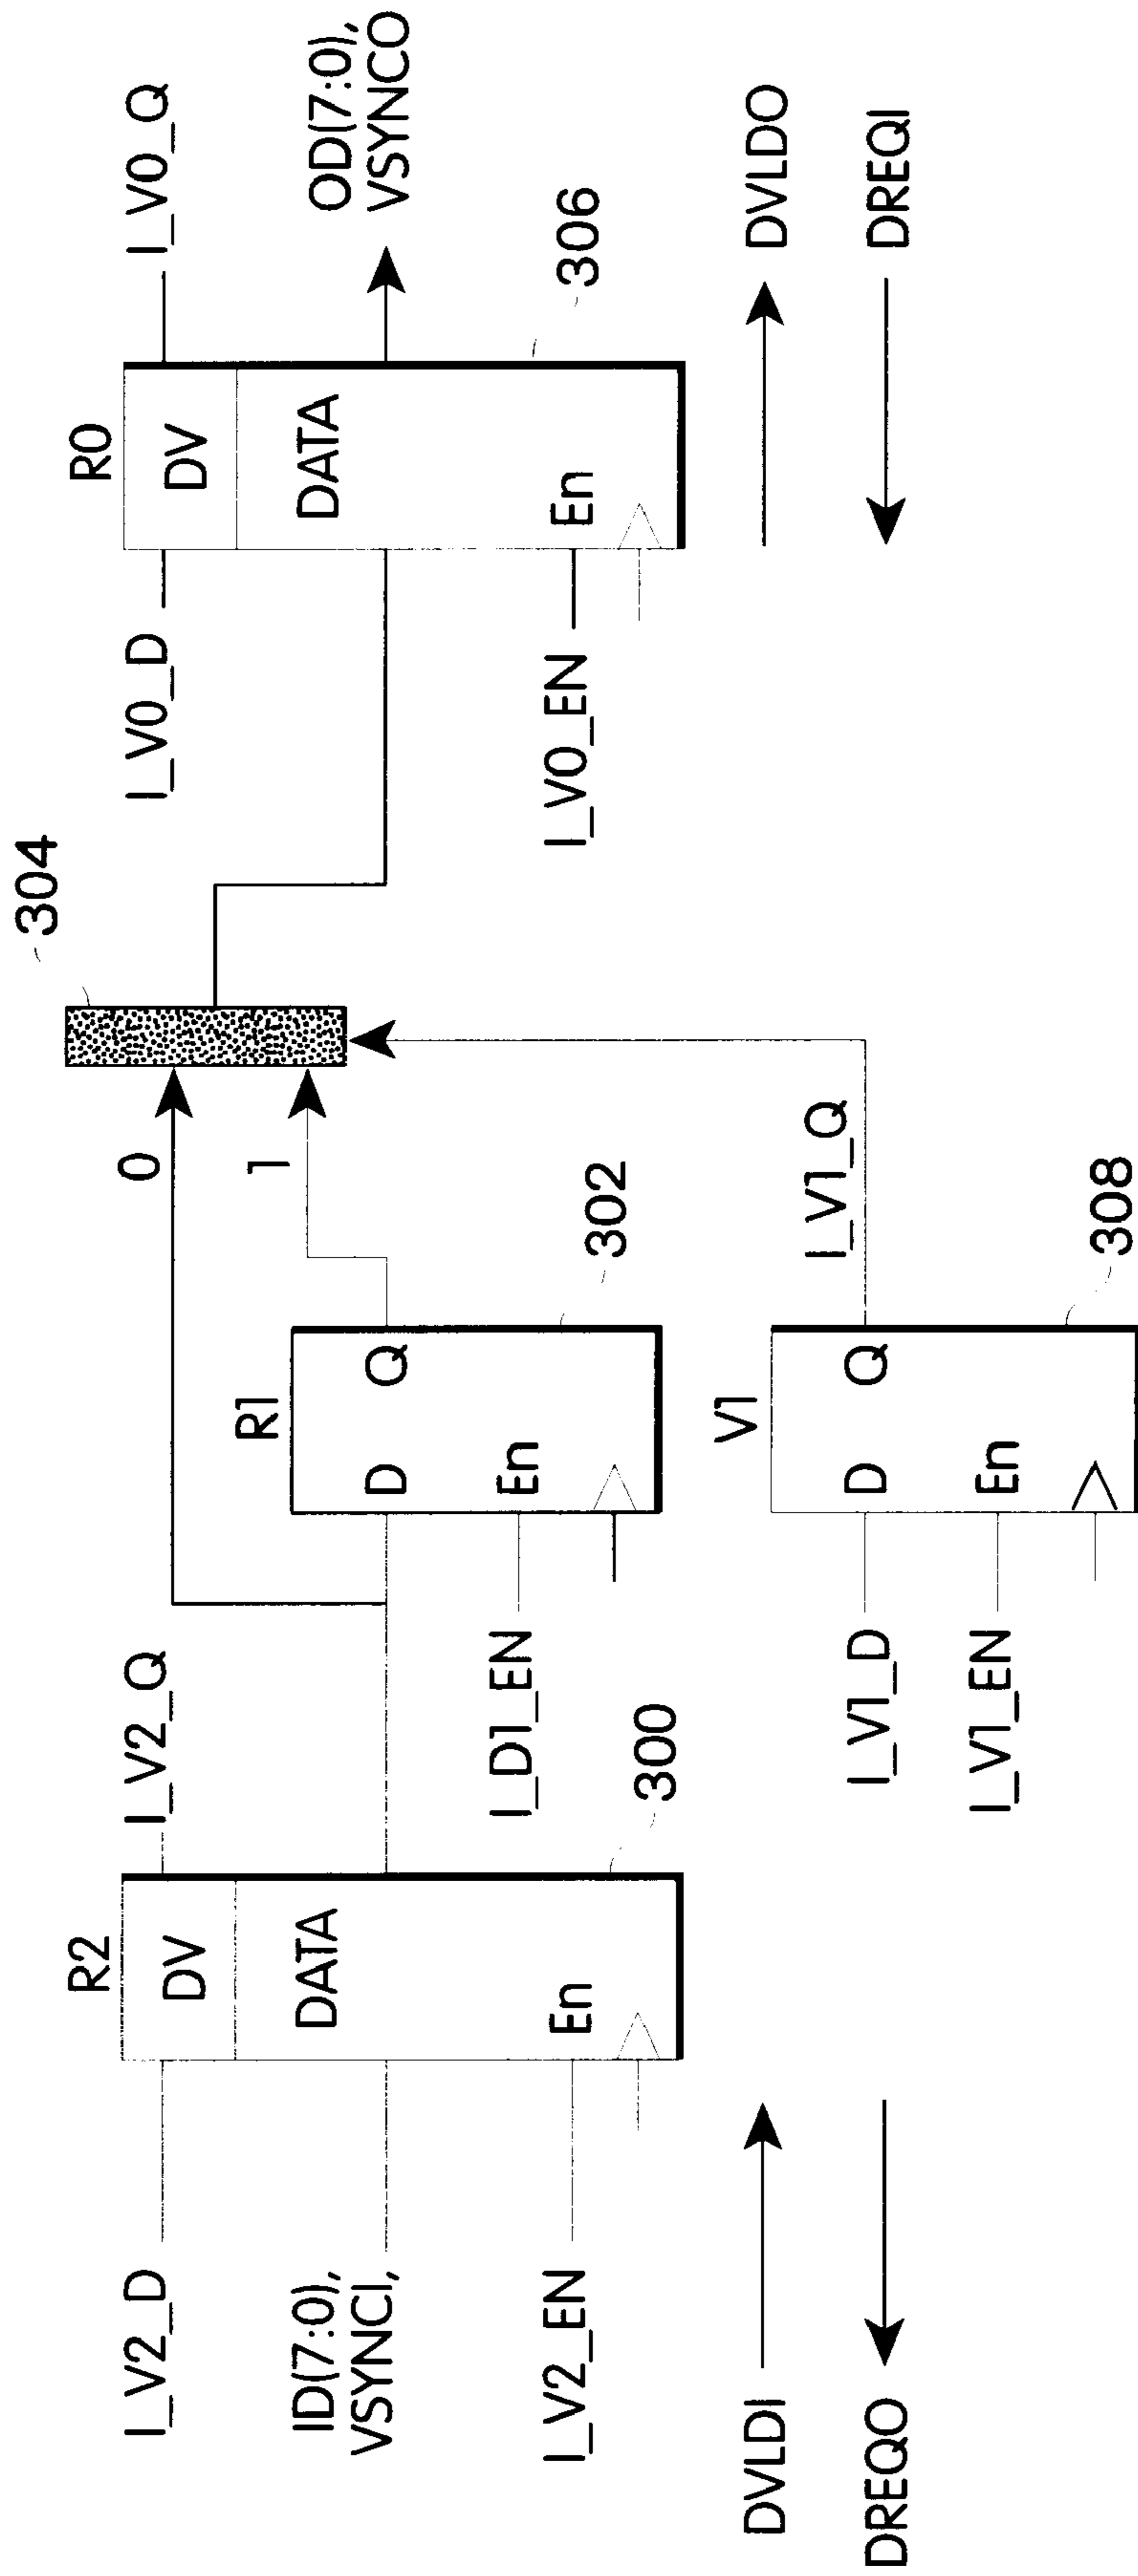 304
R2
I_V2_D
DV
I_V2_Q
0
R0
I_V0_D
DV
I_V0_Q
ID(7:0),
VSYNCI,
DATA
R1
D
Q
1
DATA
OD(7:0),
VSYNCO
I_V2_EN
En
I_D1_EN
En
I_V0_EN
En
300
302
306
DVLDI
V1
DVLDO
DREQO
I_V1_D
D
Q
I_V1_Q
DREQI
I_V1_EN
En
308